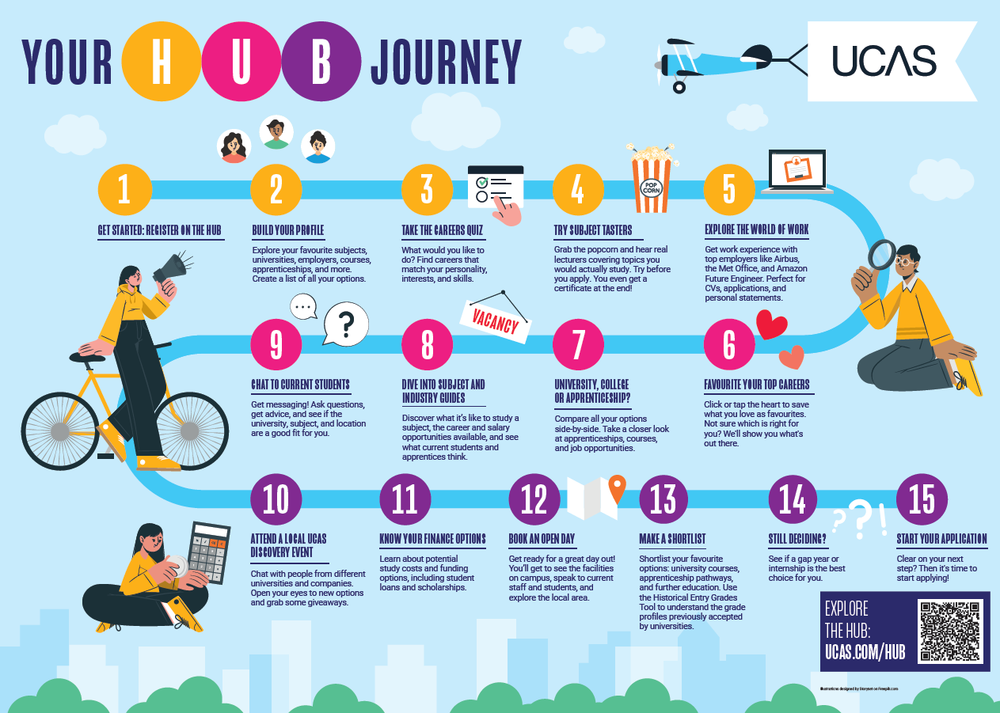 YOUR HUB JOURNEY
UCAS
1
GET STARTED: REGISTER ON THE HUB
2
BUILD YOUR PROFILE
Explore your favourite subjects,
universities, employers, courses,
apprenticeships, and more.
Create a list of all your options.
3
TAKE THE CAREERS QUIZ
What would you like to
do? Find careers that
match your personality,
interests, and skills.
4
POP
CORN
TRY SUBJECT TASTERS
Grab the popcorn and hear real
lecturers covering topics you
would actually study. Try before
you apply. You even get a
certificate at the end!
5
EXPLORE THE WORLD OF WORK
Get work experience with
top employers like Airbus,
the Met Office, and Amazon
Future Engineer. Perfect for
CVs, applications, and
personal statements.
6
FAVOURITE YOUR TOP CAREERS
Click or tap the heart to save
what you love as favourites.
Not sure which is right for
you? We'll show you what's
out there.
7
UNIVERSITY, COLLEGE
OR APPRENTICESHIP?
Compare all your options
side-by-side. Take a closer look
at apprenticeships, courses,
and job opportunities.
VACANCY
8
DIVE INTO SUBJECT AND
INDUSTRY GUIDES
Discover what it's like to study a
subject, the career and salary
opportunities available, and see
what current students and
apprentices think.
?
9
CHAT TO CURRENT STUDENTS
Get messaging! Ask questions,
get advice, and see if the
university, subject, and location
are a good fit for you.
10
ATTEND A LOCAL UCAS
DISCOVERY EVENT
Chat with people from different
universities and companies.
Open your eyes to new options
and grab some giveaways.
11
KNOW YOUR FINANCE OPTIONS
Learn about potential
study costs and funding
options, including student
loans and scholarships.
12
BOOK AN OPEN DAY
Get ready for a great day out!
You'll get to see the facilities
on campus, speak to current
staff and students, and
explore the local area.
13
MAKE A SHORTLIST
Shortlist your favourite
options: university courses,
apprenticeship pathways,
and further education. Use
the Historical Entry Grades
Tool to understand the grade
profiles previously accepted
by universities.
14
STILL DECIDING?
See if a gap year or
internship is the best
choice for you.
??!
15
START YOUR APPLICATION
Clear on your next
step? Then it's time to
start applying!
EXPLORE
THE HUB:
UCAS.COM/HUB
Illustrations designed by Storyset on Freepik.com